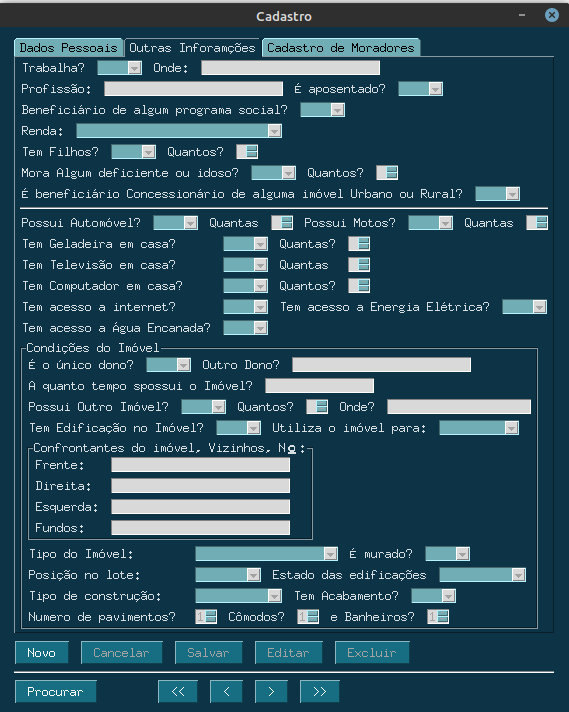 Cadastro
Dados Pessoais Outras Inforamções Cadastro de Moradores
Trabalha? Onde:
Profissão: É aposentado?
Beneficiário de algum programa social?
Renda:
Tem Filhos? Quantos?
Mora Algum deficiente ou idoso? Quantos?
É beneficiário Concessionário de alguma imóvel Urbano ou Rural?
Possui Automóvel? Quantas Possui Motos? Quantas
Tem Geladeira em casa? Quantas?
Tem Televisão em casa? Quantas
Tem Computador em casa? Quantos?
Tem acesso a internet? Tem acesso a Energia Elétrica?
Tem acesso a Água Encanada?
Condições do Imóvel
É o único dono? Outro Dono?
A quanto tempo spossui o Imóvel?
Possui Outro Imóvel? Quantos? Onde?
Tem Edificação no Imóvel? Utiliza o imóvel para:
Confrontantes do imóvel, Vizinhos, Nº:
Frente:
Direita:
Esquerda:
Fundos:
Tipo do Imóvel: É murado?
Posição no lote: Estado das edificações
Tipo de construção: Tem Acabamento?
Numero de pavimentos? 1 Cômodos? 1 e Banheiros? 1
Novo Cancelar Salvar Editar Excluir
Procurar << < > >>